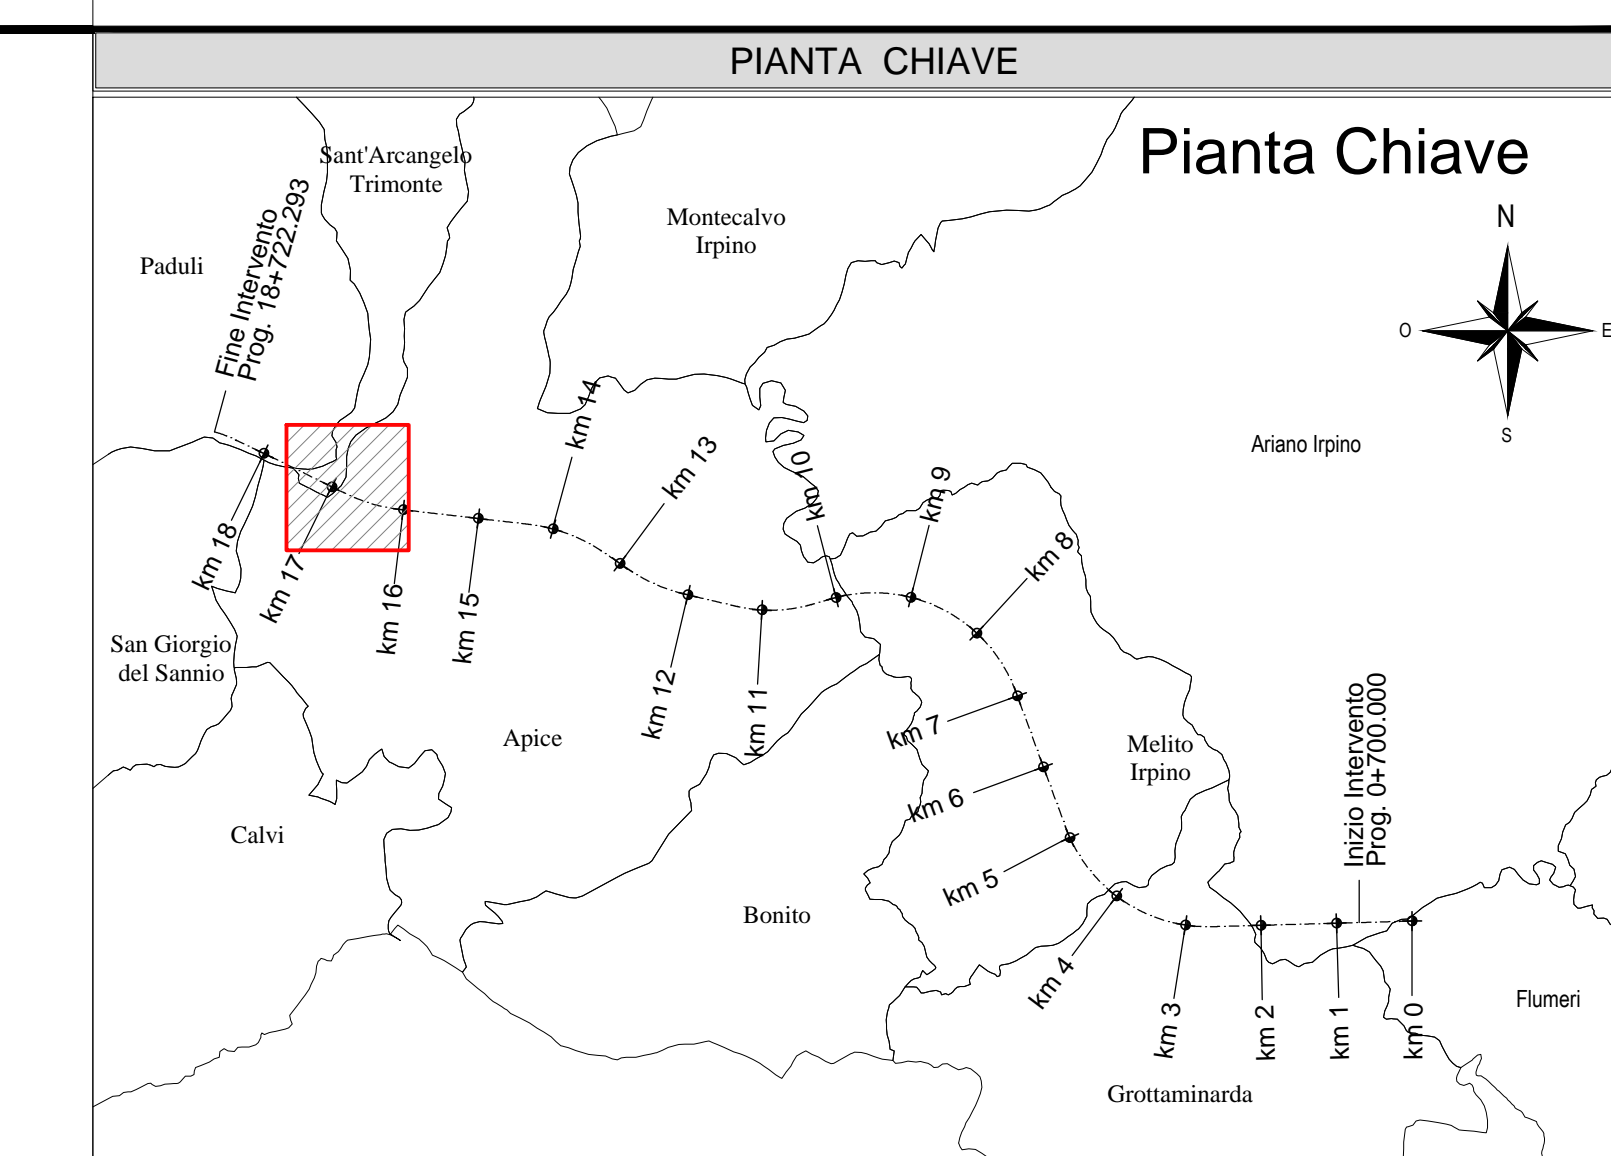 PIANTA CHIAVE
Pianta Chiave
Sant'Arcangelo
Trimonte
Montecalvo
Irpino
Paduli
Fine Intervento
Prog. 18+722.293
N
O
E
S
Ariano Irpino
km 14
km 13
km 10
km 9
km 8
km 18
km 17
km 16
km 15
km 12
km 11
km 7
km 6
km 5
km 4
km 3
km 2
km 1
km 0
San Giorgio
del Sannio
Apice
Calvi
Bonito
Melito
Irpino
Inizio Intervento
Prog. 0+700.000
Flumeri
Grottaminarda